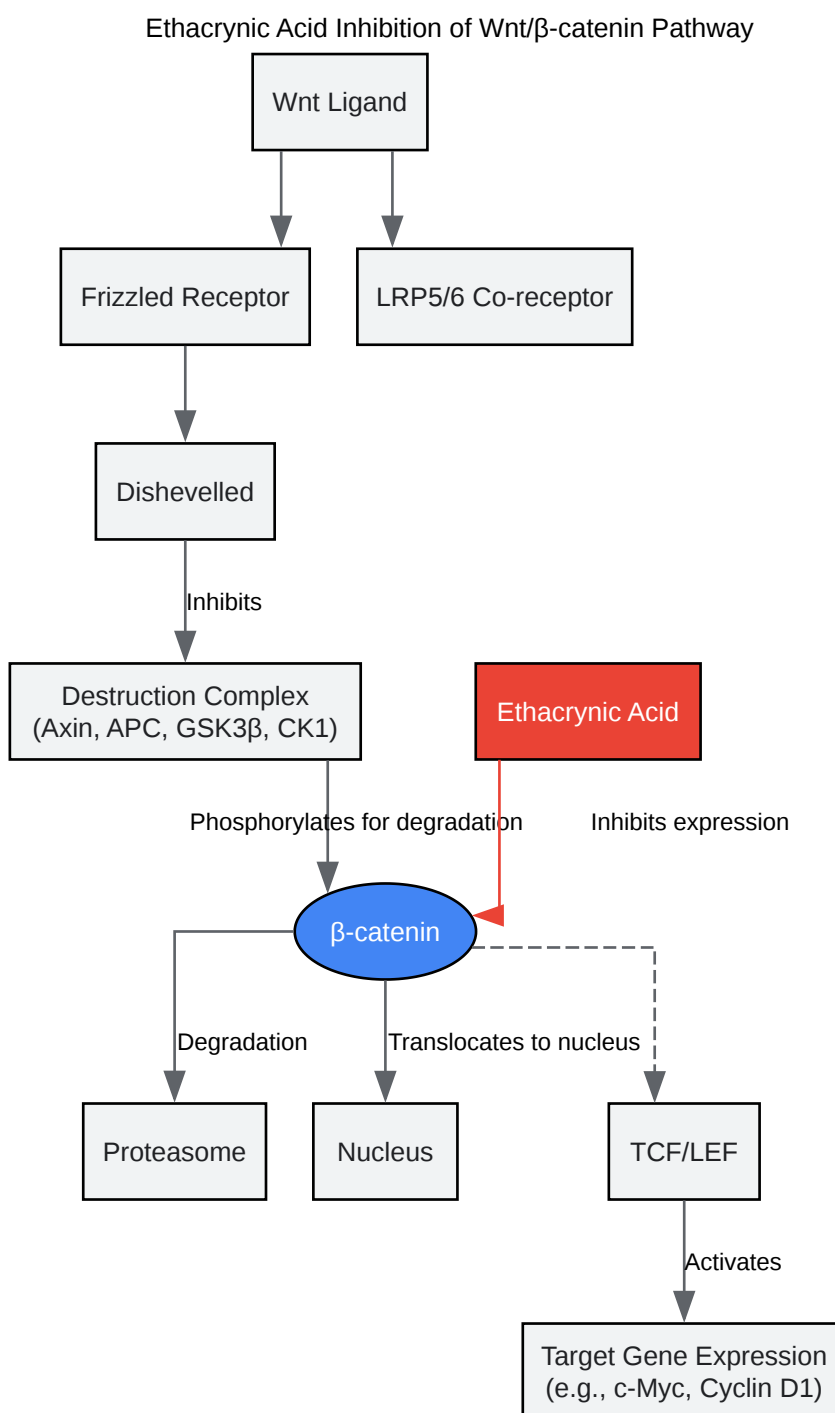 Ethacrynic Acid Inhibition of Wnt/β-catenin Pathway
Wnt Ligand
Frizzled Receptor
LRP5/6 Co-receptor
Dishevelled
Inhibits
Destruction Complex
(Axin, APC, GSK3β, CK1)
Ethacrynic Acid
Phosphorylates for degradation
Inhibits expression
β-catenin
Degradation
Translocates to nucleus
Proteasome
Nucleus
TCF/LEF
Activates
Target Gene Expression
(e.g., c-Myc, Cyclin D1)